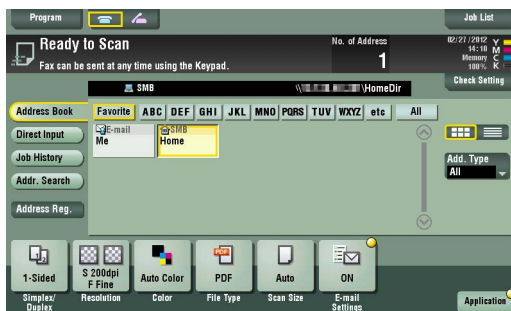 Program
Job List
Ready to Scan
Fax can be sent at any time using the Keypad.
No. of Address
1
02/27/2012
14:10
Memory
100%
Y
M
C
K
SMB
\HomeDir
Check Setting
Address Book
Favorite ABC DEF GHI JKL MNO PQRS TUV WXYZ etc All
E-mail
Me
SMB
Home
Direct Input
Job History
Addr. Search
Address Reg.
Add. Type
All
1-Sided
S 200dpi
F Fine
Auto Color
PDF
Auto
ON
Simplex/
Duplex
Resolution
Color
File Type
Scan Size
E-mail
Settings
Application